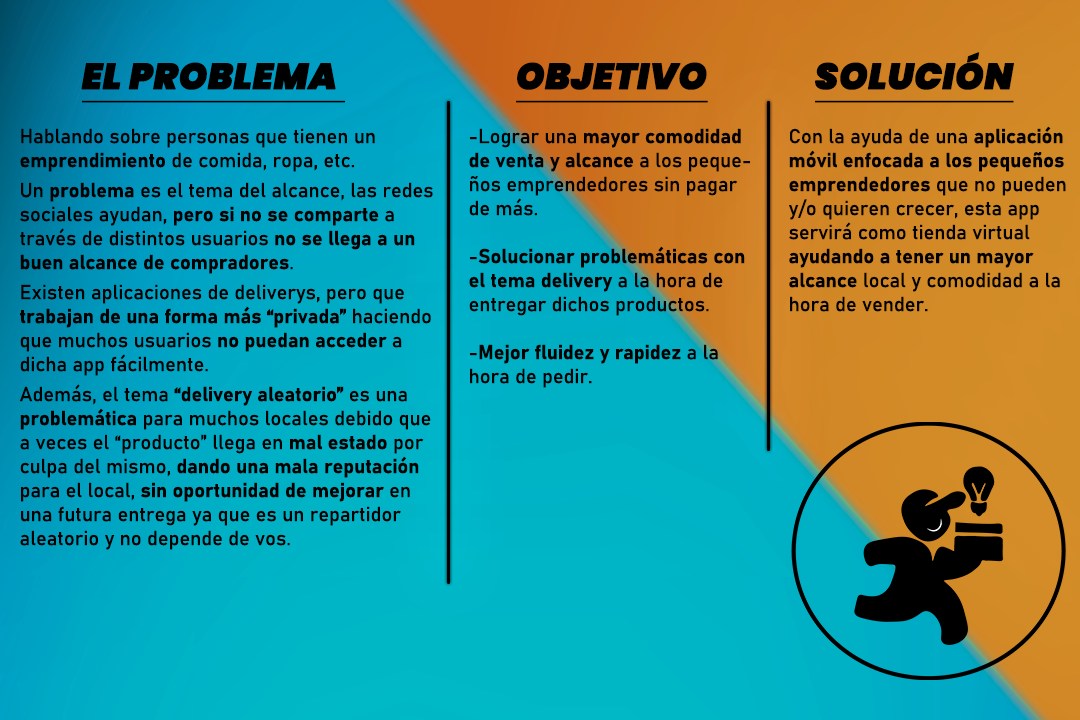 EL PROBLEMA
Hablando sobre personas que tienen un
emprendimiento de comida, ropa, etc.
Un problema es el tema del alcance, las redes
sociales ayudan, pero si no se comparte a
través de distintos usuarios no se llega a un
buen alcance de compradores.
Existen aplicaciones de deliverys, pero que
trabajan de una forma más “privada” haciendo
que muchos usuarios no puedan acceder a
dicha app fácilmente.
Además, el tema “delivery aleatorio” es una
problemática para muchos locales debido que
a veces el “producto” llega en mal estado por
culpa del mismo, dando una mala reputación
para el local, sin oportunidad de mejorar en
una futura entrega ya que es un repartidor
aleatorio y no depende de vos.
OBJETIVO
-Lograr una mayor comodidad
de venta y alcance a los peque-
ños emprendedores sin pagar
de más.
-Solucionar problemáticas con
el tema delivery a la hora de
entregar dichos productos.
-Mejor fluidez y rapidez a la
hora de pedir.
SOLUCIÓN
Con la ayuda de una aplicación
móvil enfocada a los pequeños
emprendedores que no pueden
y/o quieren crecer, esta app
servirá como tienda virtual
ayudando a tener un mayor
alcance local y comodidad a la
hora de vender.